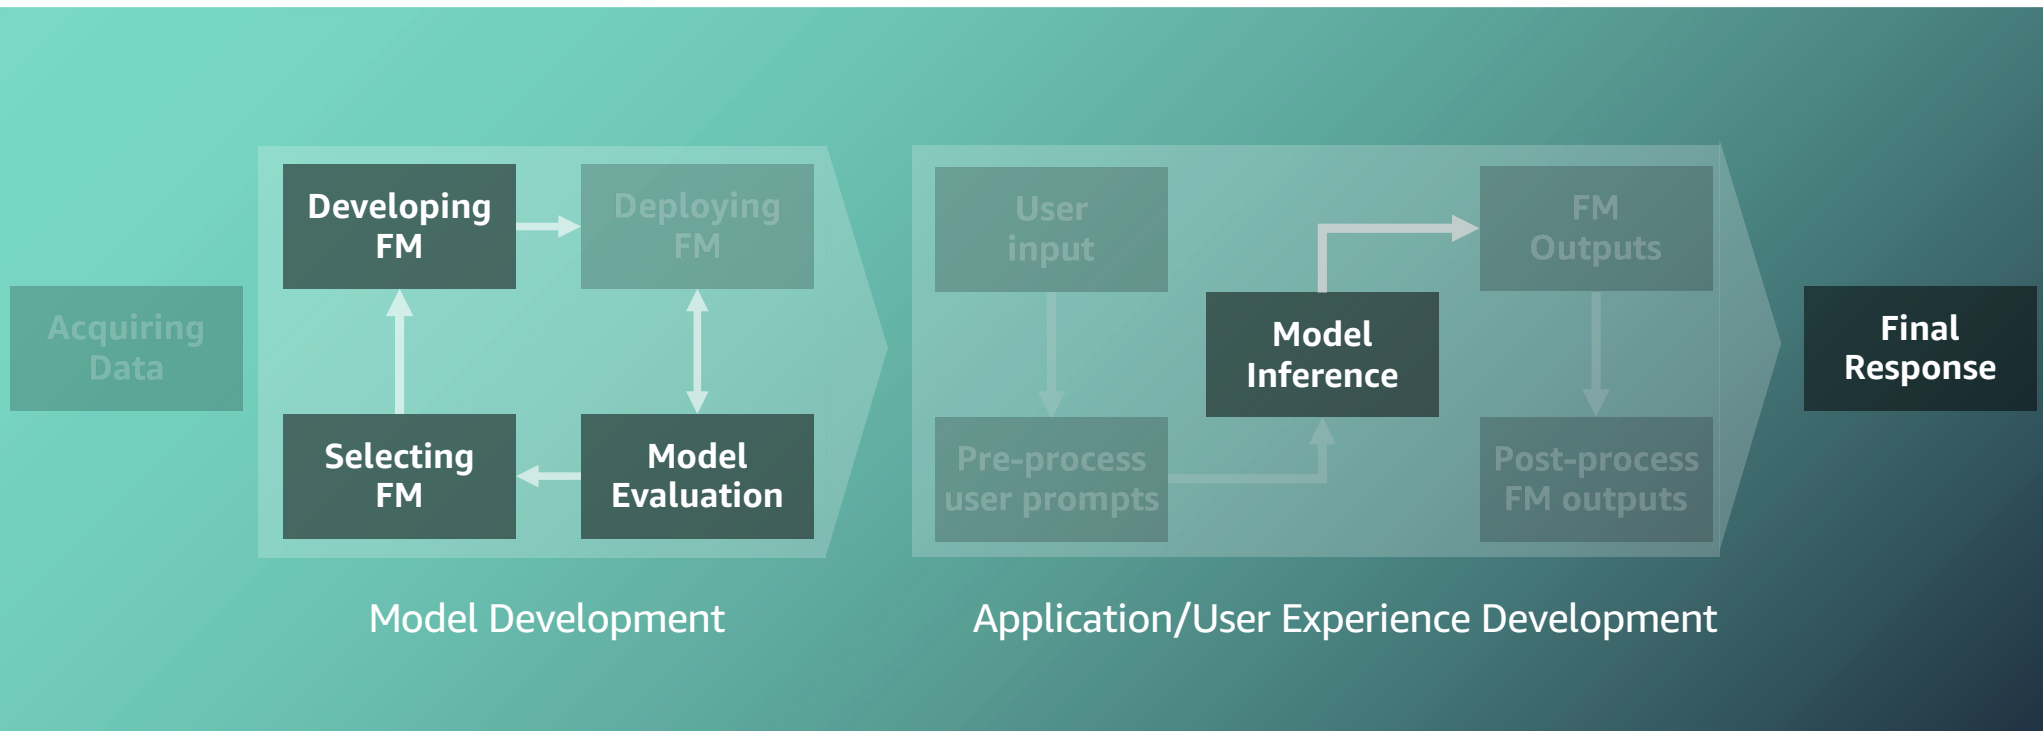 Acquiring
Data
Developing
FM
Deploying
FM
Selecting
FM
Model
Evaluation
Model Development
User
input
Pre-process
user prompts
Model
Inference
FM
Outputs
Post-process
FM outputs
Application/User Experience Development
Final
Response